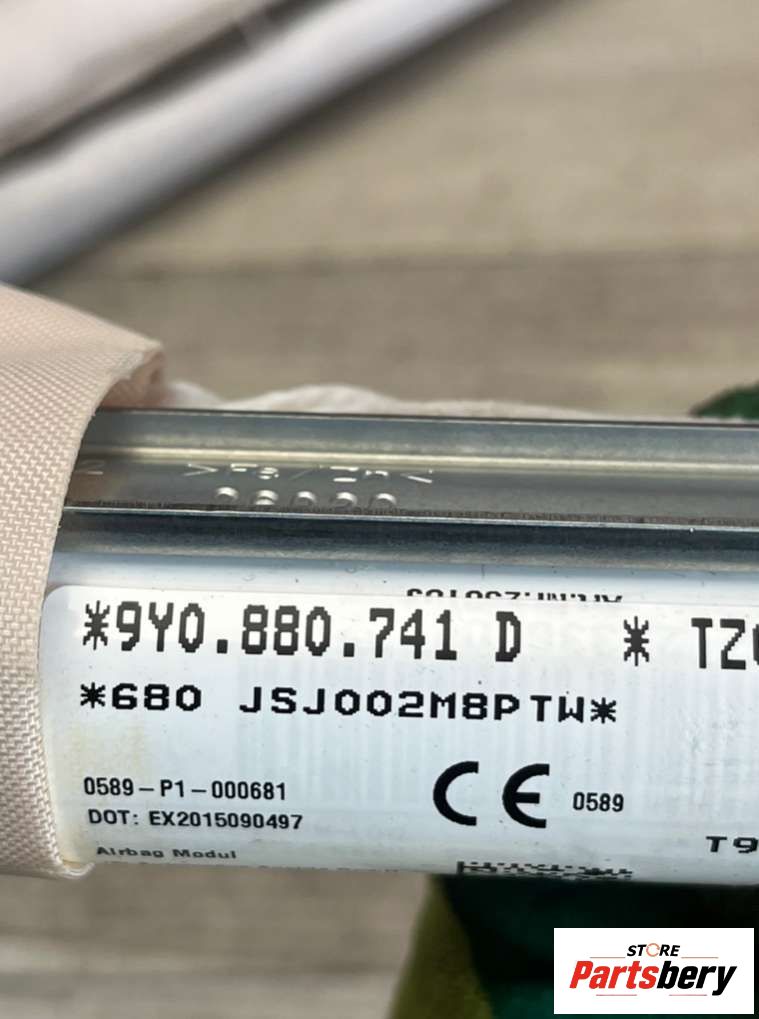 *9Y0.880.741 D * TZ
*680 JSJ002M8PTW*
0589-P1-000681
DOT: EX2015090497
CE 0589
T9
Airbag Modul
STORE
Partsbery